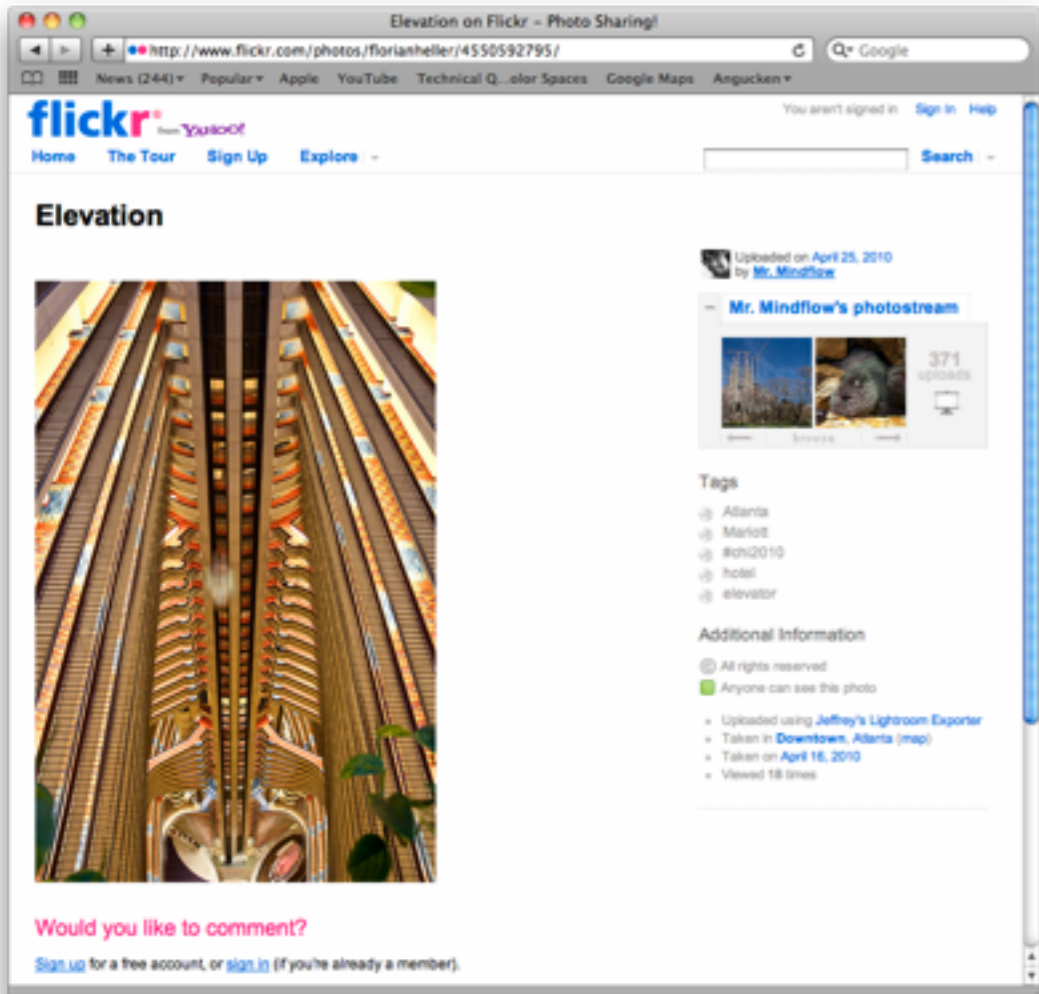 Elevation on Flickr – Photo Sharing!
http://www.flickr.com/photos/florianheller/4550592795/
Google
News (244) Popular Apple YouTube Technical Q...olor Spaces Google Maps Angucken
flickr from YAHOO!
You aren't signed in Sign In Help
Home The Tour Sign Up Explore
Search
Elevation
Uploaded on April 25, 2010
by Mr. Mindflow
Mr. Mindflow's photostream
371
uploads
browse
Tags
Atlanta
Mariott
#chi2010
hotel
elevator
Additional Information
All rights reserved
Anyone can see this photo
Uploaded using Jeffrey's Lightroom Exporter
Taken in Downtown, Atlanta (map)
Taken on April 16, 2010
Viewed 18 times
Would you like to comment?
Sign up for a free account, or sign in (if you're already a member).